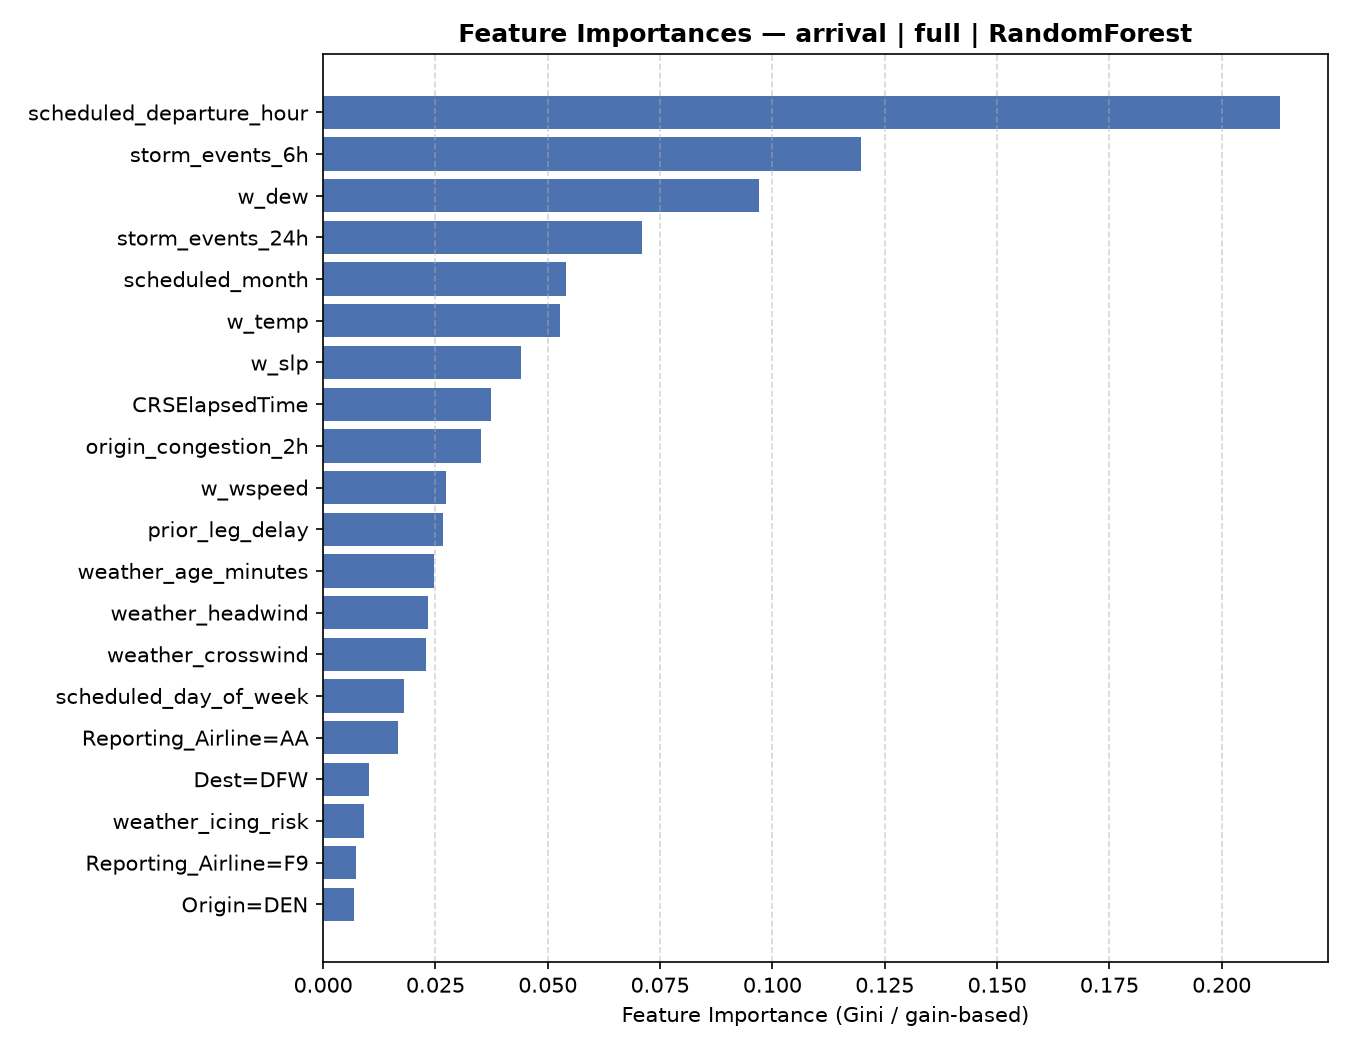 Feature Importances — arrival | full | RandomForest
scheduled_departure_hour
storm_events_6h
w_dew
storm_events_24h
scheduled_month
w_temp
w_slp
CRSElapsedTime
origin_congestion_2h
w_wspeed
prior_leg_delay
weather_age_minutes
weather_headwind
weather_crosswind
scheduled_day_of_week
Reporting_Airline=AA
Dest=DFW
weather_icing_risk
Reporting_Airline=F9
Origin=DEN
0.000 0.025 0.050 0.075 0.100 0.125 0.150 0.175 0.200
Feature Importance (Gini / gain-based)